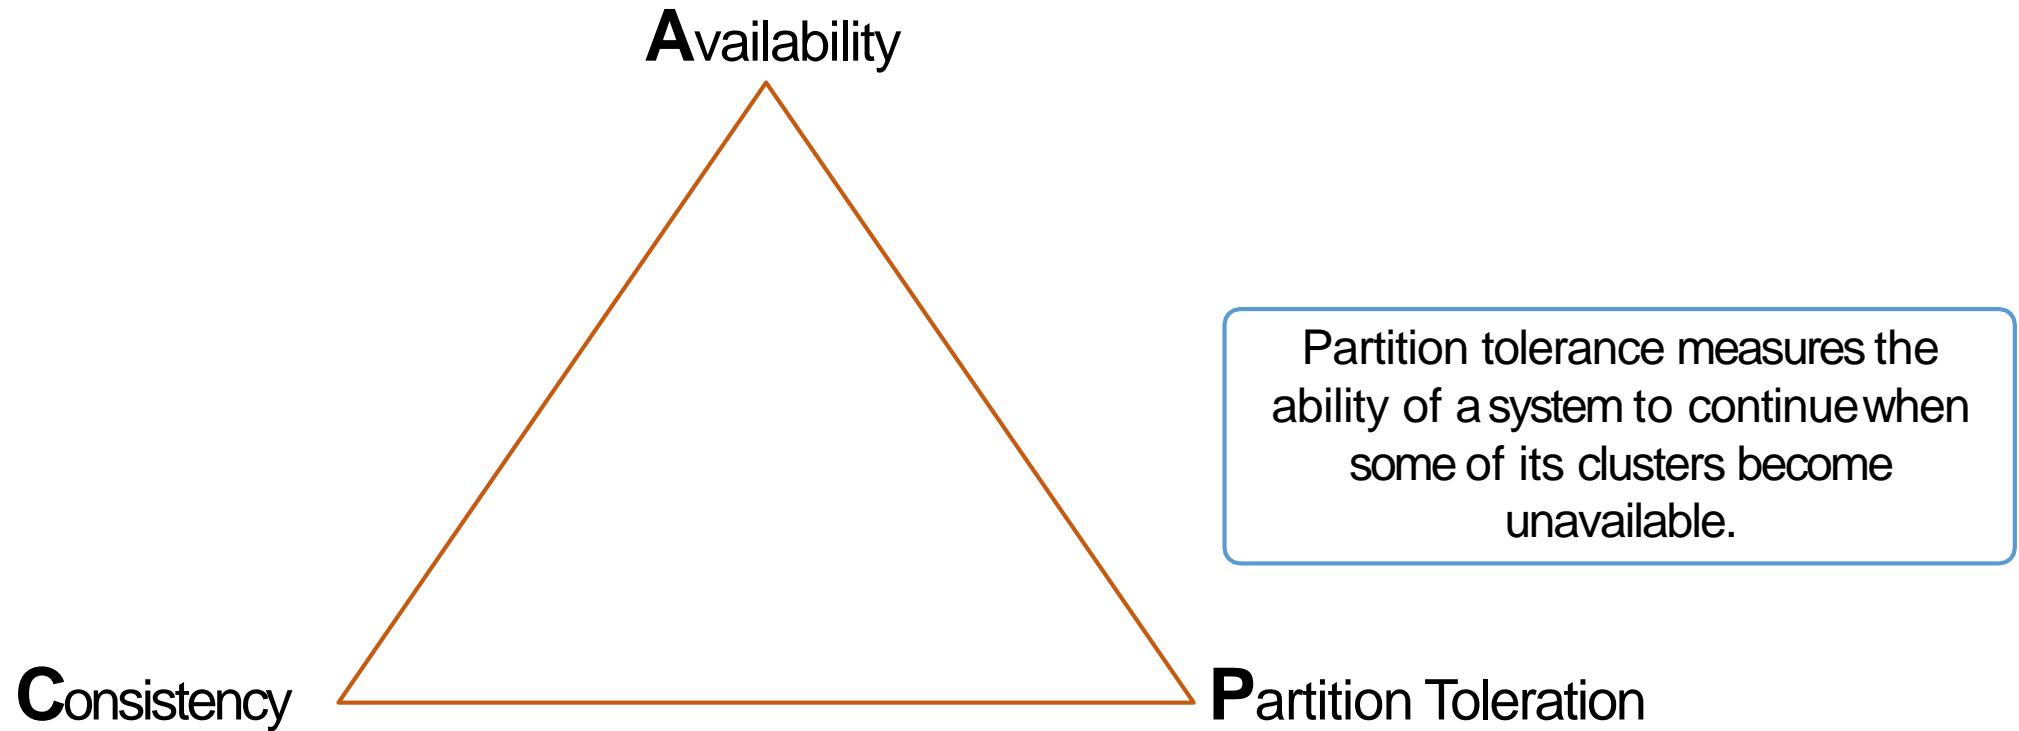 Availability
Partition tolerance measures the
ability of a system to continue when
some of its clusters become
unavailable.
Consistency
Partition Toleration